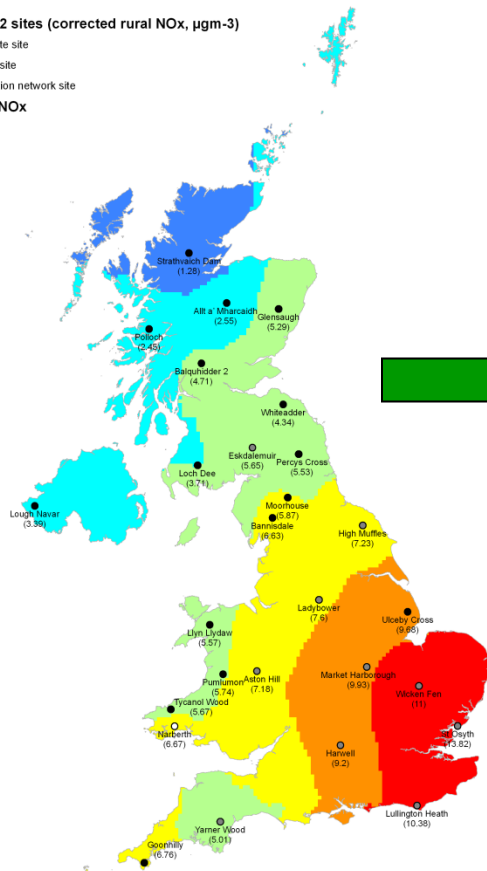 2 sites (corrected rural NOx, µgm-3)
te site
site
ion network site
NOx
Strathvaich Dam
(1.28)
Allt a' Mharcaidh
(2.55)
Glensaugh
(5.29)
Polloch
(2.45)
Balquhidder 2
(4.71)
Whiteadder
(4.34)
Eskdalemuir
(5.65)
Percys Cross
(5.53)
Loch Dee
(3.71)
Lough Navar
(3.39)
Moorhouse
(5.87)
Bannisdale
(6.63)
High Muffles
(7.23)
Ladybower
(7.6)
Ulceby Cross
(9.68)
Llyn Llydaw
(5.57)
Pumlumon
(5.74)
Aston Hill
(7.18)
Market Harborough
(9.93)
Wicken Fen
(11)
Tycanol Wood
(5.67)
Narberth
(6.67)
St Osyth
(13.82)
Harwell
(9.2)
Lullington Heath
(10.38)
Yarner Wood
(5.01)
Goonhilly
(6.76)